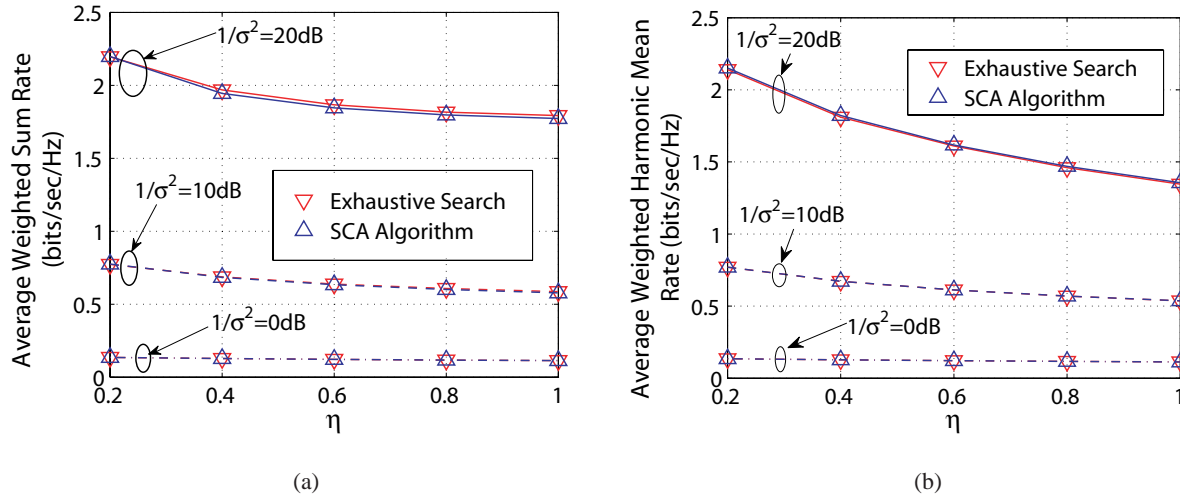 2.5
2
1.5
1
0.5
0
0.2
0.4
0.6
0.8
1
η
Average Weighted Sum Rate
(bits/sec/Hz)
1/σ²=20dB
1/σ²=10dB
1/σ²=0dB
Exhaustive Search
SCA Algorithm
(a)
2.5
2
1.5
1
0.5
0
0.2
0.4
0.6
0.8
1
η
Average Weighted Harmonic Mean
Rate (bits/sec/Hz)
1/σ²=20dB
1/σ²=10dB
1/σ²=0dB
Exhaustive Search
SCA Algorithm
(b)